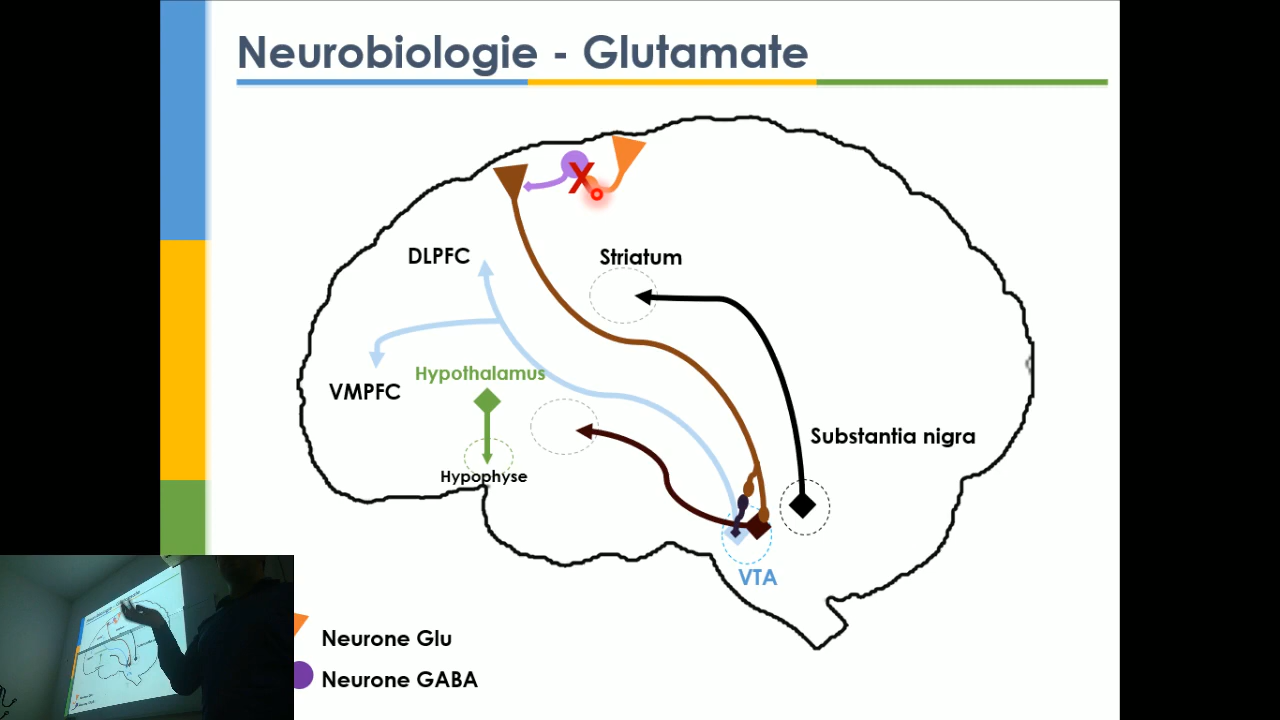 Neurobiologie - Glutamate
X
DLPFC
Striatum
Hypothalamus
VMPFC
Substantia nigra
Hypophyse
VTA
Neurone Glu
Neurone GABA